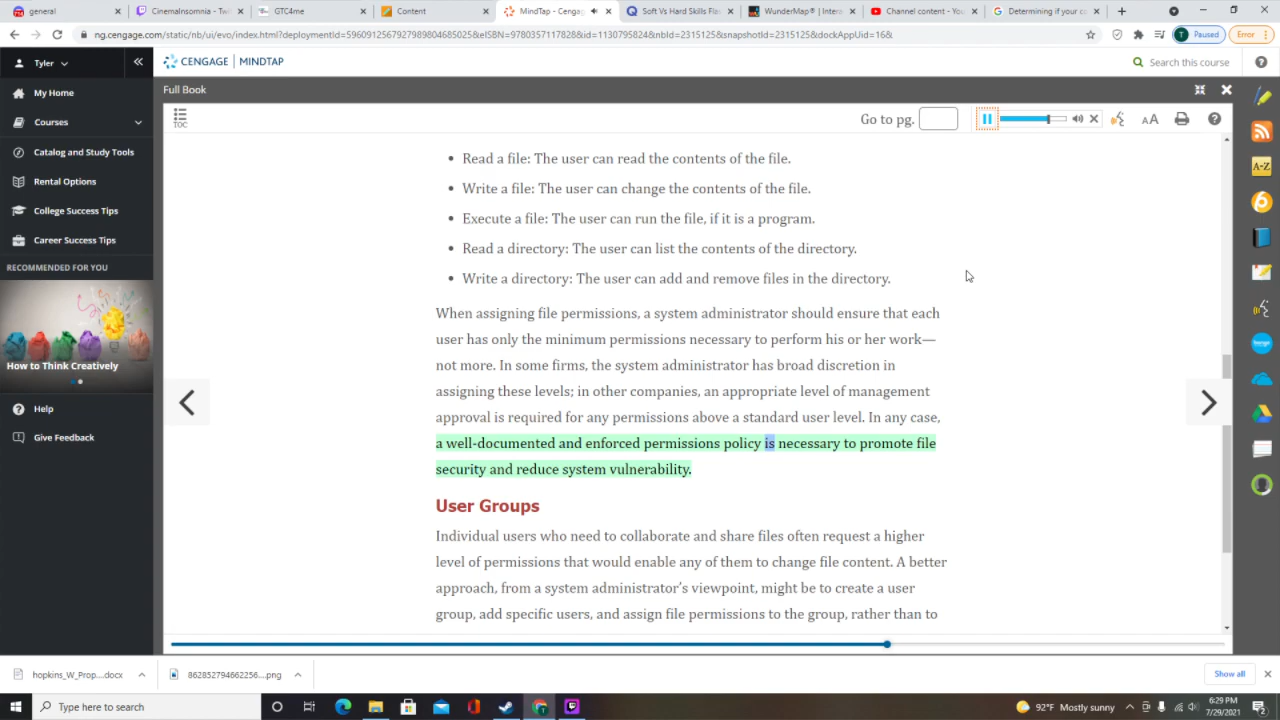 general
CinemaInsomnia - Twi
GTC4me
Content
MindTap - Cengag
Soft Vs Hard Skills Flas
WunderMap® | Intera
Channel content - You
Determining if your co
ng.cengage.com/static/nb/ui/evo/index.html?deploymentId=5960912567927989804685025&eISBN=9780357117828&id=1130795824&nbId=2315125&snapshotId=2315125&dockAppUid=16&
T Paused
Error
Tyler
CENGAGE | MINDTAP
Search this course
My Home
Full Book
Courses
TOC
Go to pg.
AA
Catalog and Study Tools
Rental Options
College Success Tips
Career Success Tips
RECOMMENDED FOR YOU
How to Think Creatively
Help
Give Feedback
• Read a file: The user can read the contents of the file.
• Write a file: The user can change the contents of the file.
• Execute a file: The user can run the file, if it is a program.
• Read a directory: The user can list the contents of the directory.
• Write a directory: The user can add and remove files in the directory.
When assigning file permissions, a system administrator should ensure that each
user has only the minimum permissions necessary to perform his or her work—
not more. In some firms, the system administrator has broad discretion in
assigning these levels; in other companies, an appropriate level of management
approval is required for any permissions above a standard user level. In any case,
a well-documented and enforced permissions policy is necessary to promote file
security and reduce system vulnerability.
User Groups
Individual users who need to collaborate and share files often request a higher
level of permissions that would enable any of them to change file content. A better
approach, from a system administrator's viewpoint, might be to create a user
group, add specific users, and assign file permissions to the group, rather than to
A-Z
hopkins_W_Prop....docx
862852794662256....png
Show all
Type here to search
92°F Mostly sunny
6:29 PM
7/29/2021
2